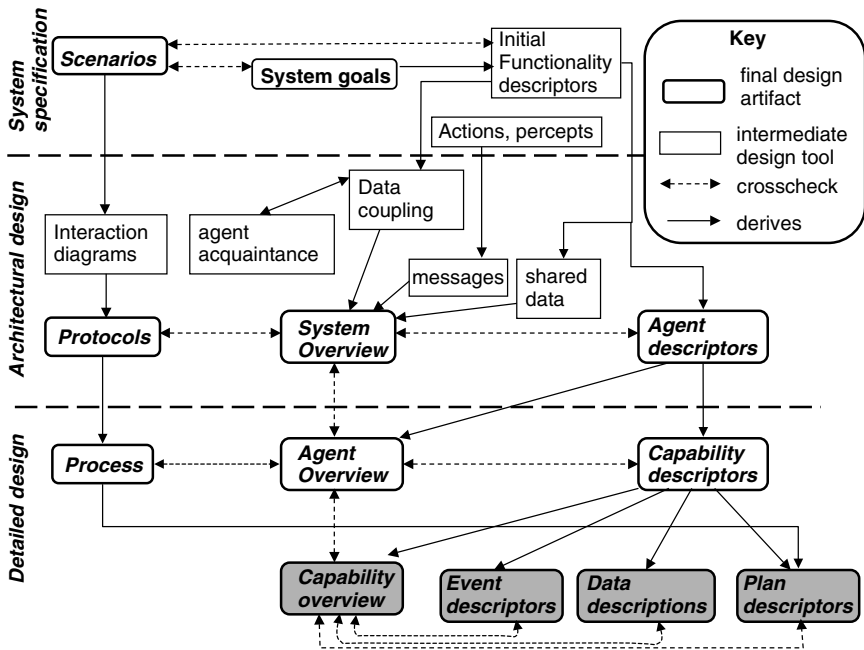 System
specification
Scenarios
System goals
Initial
Functionality
descriptors
Actions, percepts
Key
final design
artifact
intermediate
design tool
crosscheck
derives
Architectural design
Interaction
diagrams
agent
acquaintance
Data
coupling
messages
shared
data
Protocols
System
Overview
Agent
descriptors
Detailed design
Process
Agent
Overview
Capability
descriptors
Capability
overview
Event
descriptors
Data
descriptions
Plan
descriptors